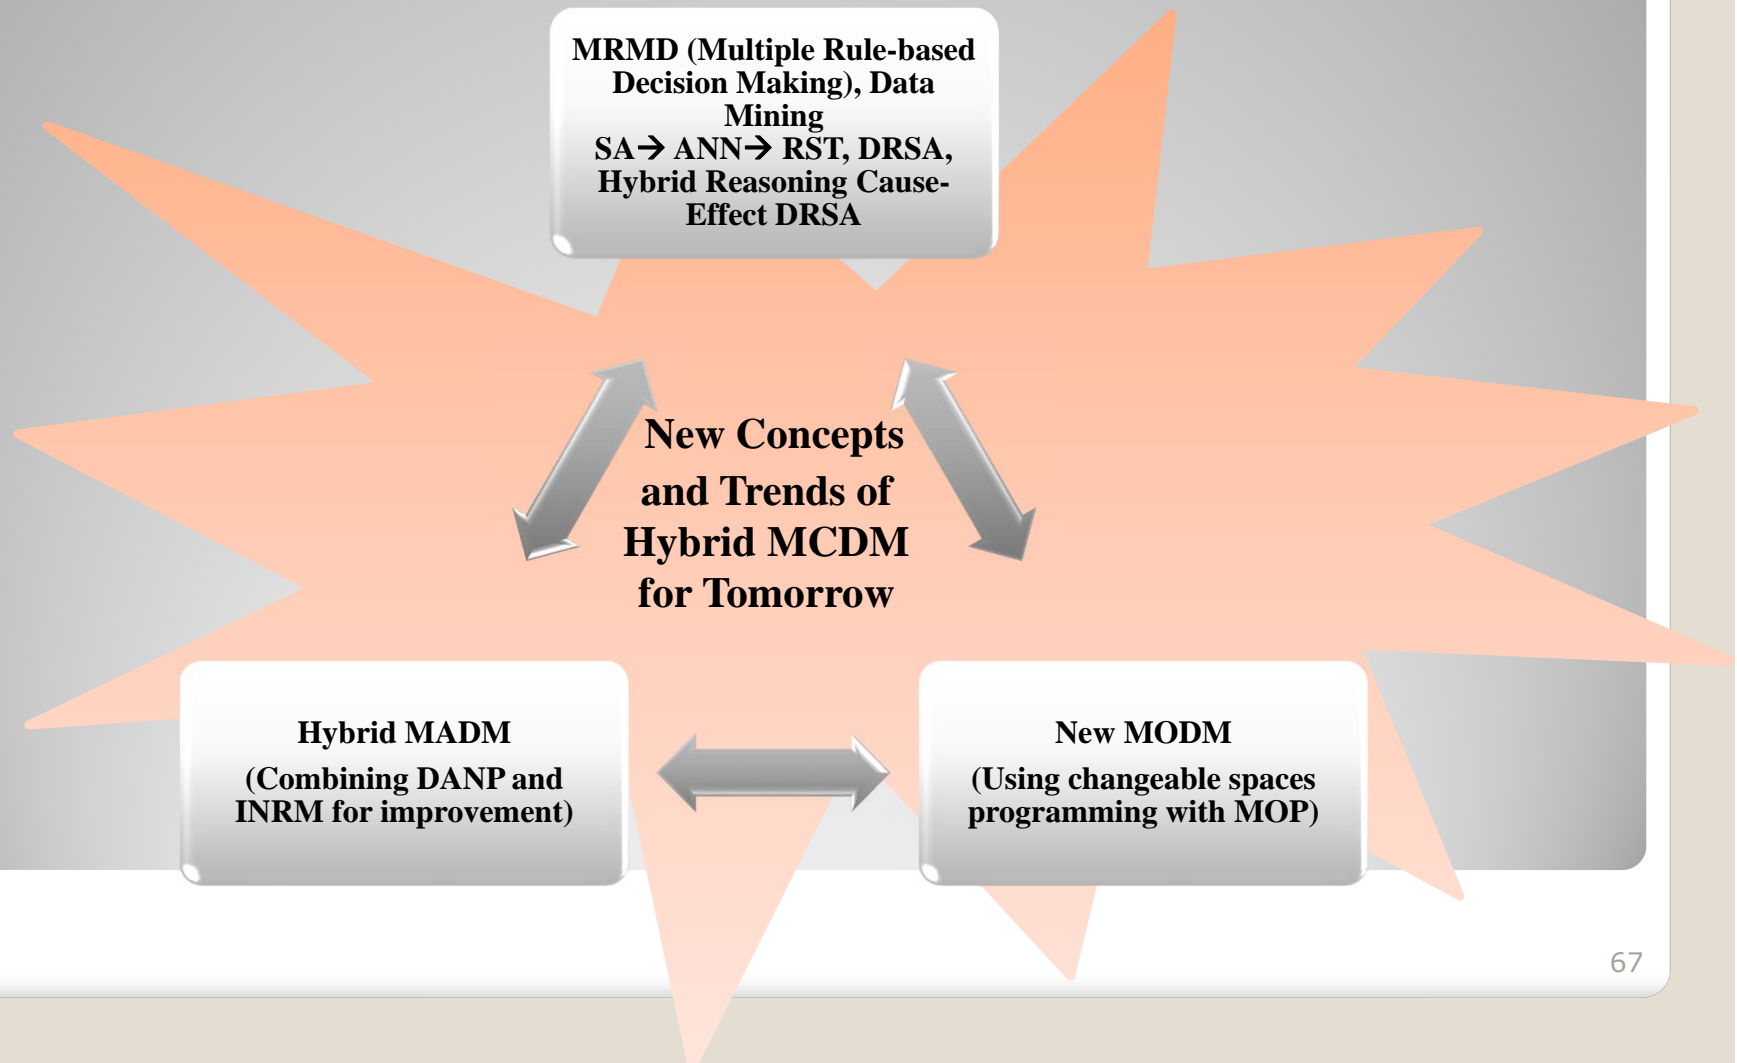 MRMD (Multiple Rule-based
Decision Making), Data
Mining
SA→ ANN→ RST, DRSA,
Hybrid Reasoning Cause-
Effect DRSA
New Concepts
and Trends of
Hybrid MCDM
for Tomorrow
Hybrid MADM
(Combining DANP and
INRM for improvement)
New MODM
(Using changeable spaces
programming with MOP)
67